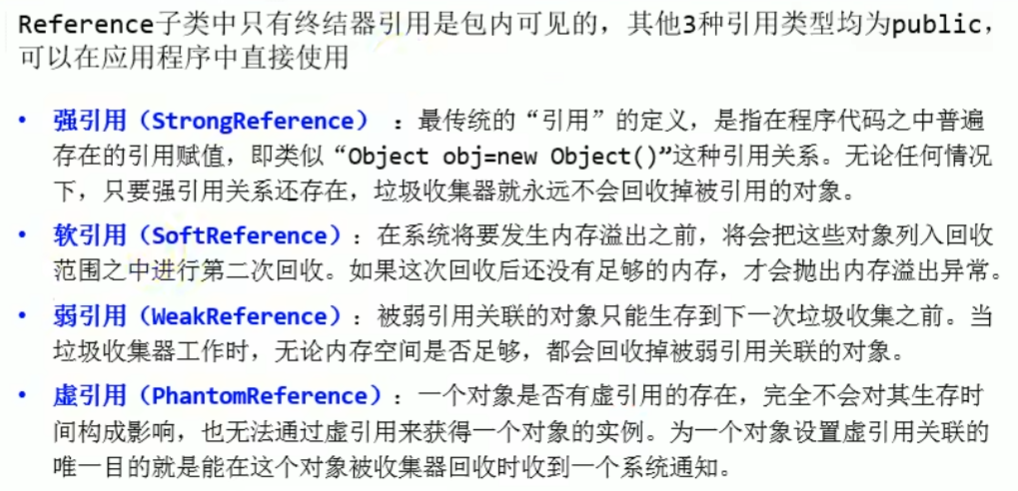 Reference子类中只有终结器引用是包内可见的，其他3种引用类型均为public，
可以在应用程序中直接使用
• 强引用（StrongReference）：最传统的“引用”的定义，是指在程序代码之中普遍
存在的引用赋值，即类似“Object obj=new Object()”这种引用关系。无论任何情况
下，只要强引用关系还存在，垃圾收集器就永远不会回收掉被引用的对象。
• 软引用（SoftReference）：在系统将要发生内存溢出之前，将会把这些对象列入回收
范围之中进行第二次回收。如果这次回收后还没有足够的内存，才会抛出内存溢出异常。
• 弱引用（WeakReference）：被弱引用关联的对象只能生存到下一次垃圾收集之前。当
垃圾收集器工作时，无论内存空间是否足够，都会回收掉被弱引用关联的对象。
• 虚引用（PhantomReference）：一个对象是否有虚引用的存在，完全不会对其生存时
间构成影响，也无法通过虚引用来获得一个对象的实例。为一个对象设置虚引用关联的
唯一目的就是能在这个对象被收集器回收时收到一个系统通知。